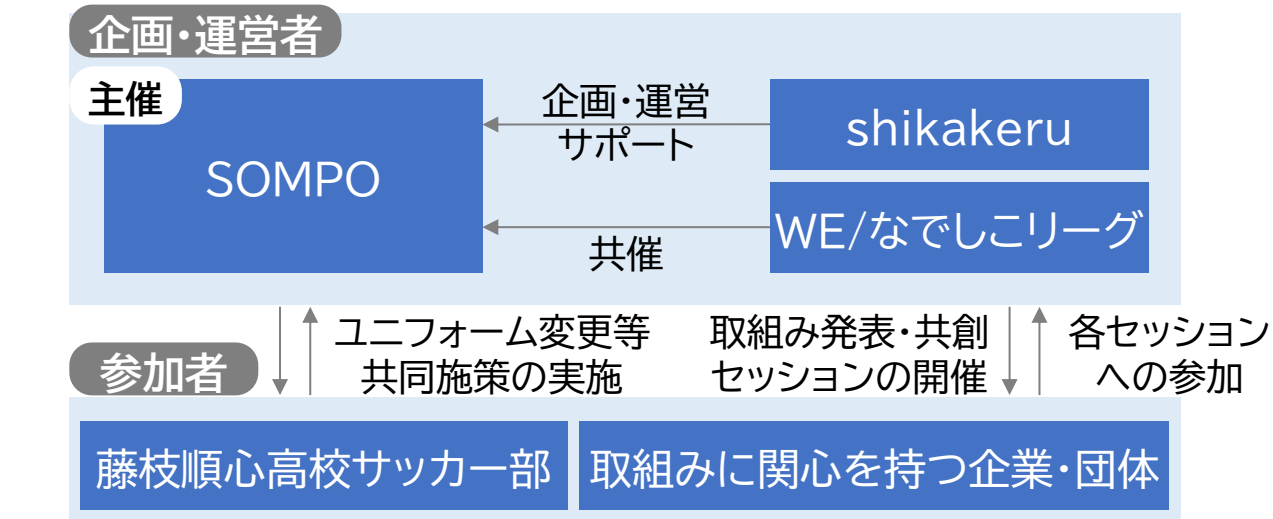 企画・運営者
主催
SOMPO
企画・運営
サポート
shikakeru
共催
WE/なでしこリーグ
ユニフォーム変更等
共同施策の実施
取組み発表・共創
セッションの開催
各セッション
への参加
参加者
藤枝順心高校サッカー部
取組みに関心を持つ企業・団体